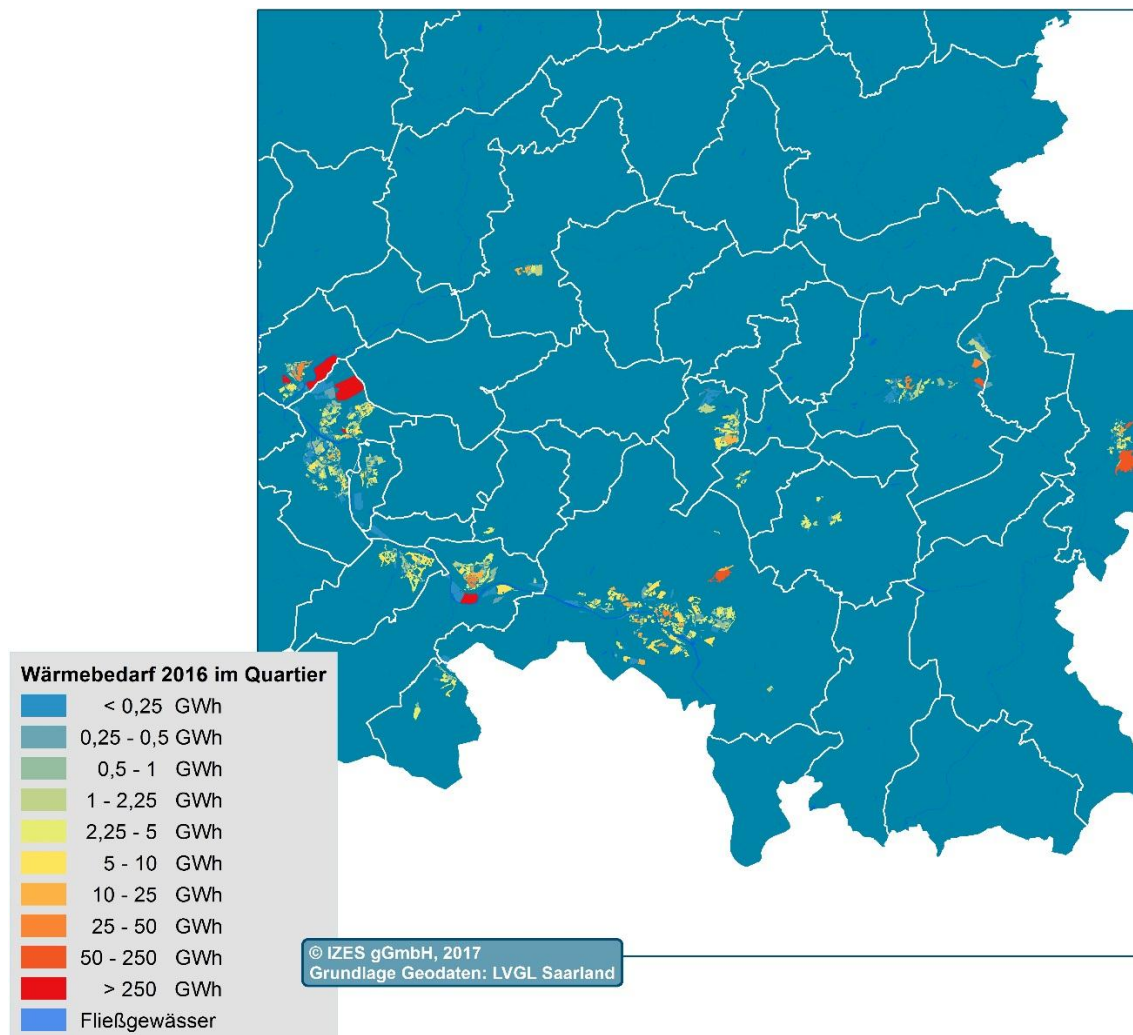 Wärmebedarf 2016 im Quartier
< 0,25 GWh
0,25 - 0,5 GWh
0,5 - 1 GWh
1 - 2,25 GWh
2,25 - 5 GWh
5 - 10 GWh
10 - 25 GWh
25 - 50 GWh
50 - 250 GWh
> 250 GWh
Fließgewässer
© IZES gGmbH, 2017
Grundlage Geodaten: LVGL Saarland